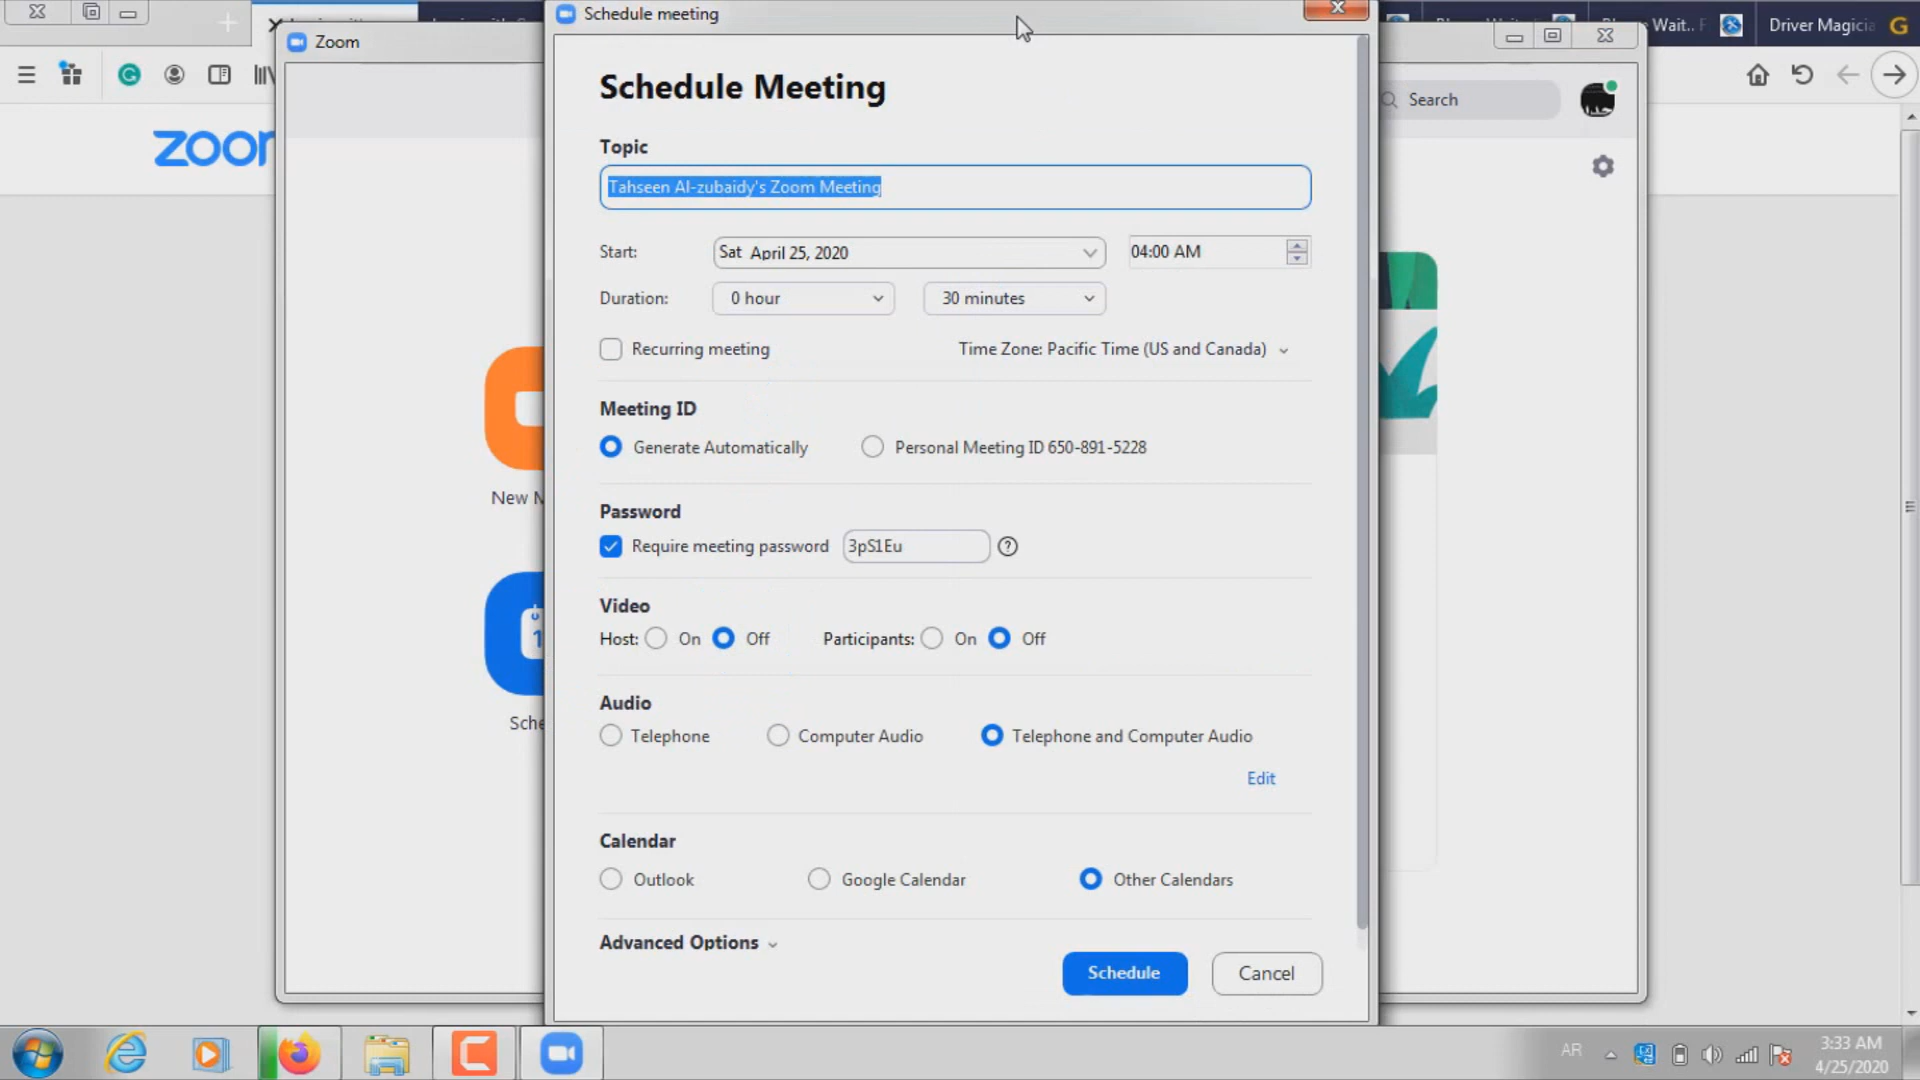 Schedule meeting
Zoom
Wait..
Driver Magicia
zoom
Search
Schedule Meeting
Topic
Tahseen Al-zubaidy's Zoom Meeting
Start:
Sat April 25, 2020
04:00 AM
Duration:
0 hour
30 minutes
Recurring meeting
Time Zone: Pacific Time (US and Canada)
Meeting ID
Generate Automatically
Personal Meeting ID 650-891-5228
New M
Password
Require meeting password
3pS1Eu
?
Video
Host:
On
Off
Participants:
On
Off
Sche
Audio
Telephone
Computer Audio
Telephone and Computer Audio
Edit
Calendar
Outlook
Google Calendar
Other Calendars
Advanced Options
Schedule
Cancel
AR
3:33 AM
4/25/2020